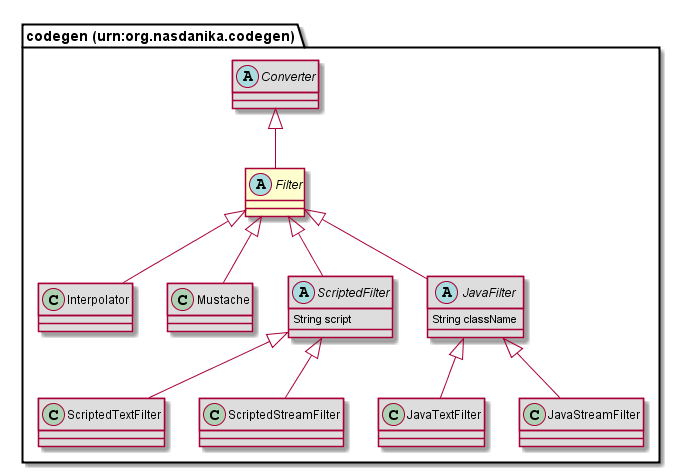 codegen (urn:org.nasdanika.codegen)
A Converter
A Filter
C Interpolator
C Mustache
A ScriptedFilter
String script
A JavaFilter
String className
C ScriptedTextFilter
C ScriptedStreamFilter
C JavaTextFilter
C JavaStreamFilter